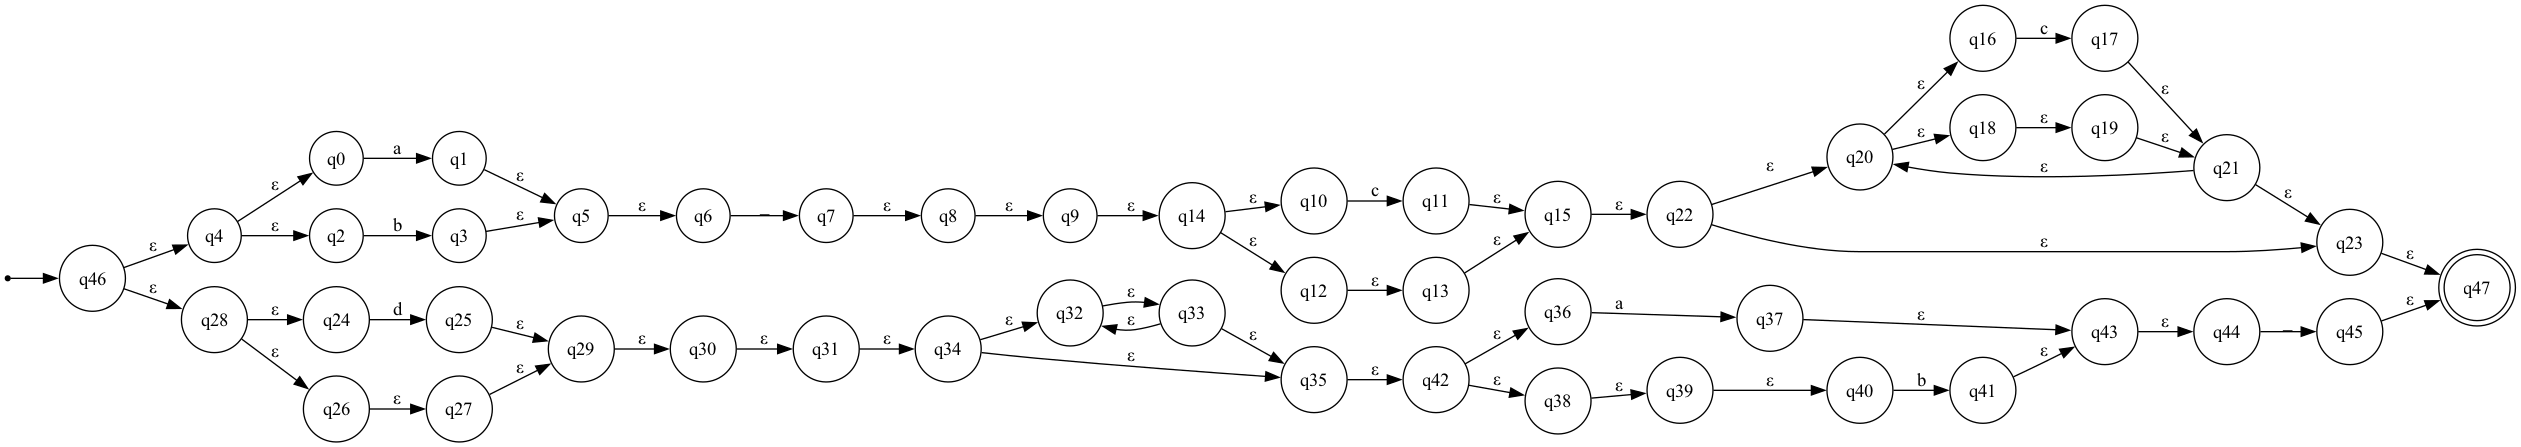 q46
ε
ε
q4
ε
ε
q0
a
q1
ε
q2
b
q3
ε
q5
ε
q6
_
q7
ε
q8
ε
q9
ε
q14
ε
ε
q10
c
q11
ε
q12
ε
q13
ε
q15
ε
q22
ε
ε
q20
ε
ε
q16
c
q17
ε
q18
ε
q19
ε
q21
ε
ε
q23
ε
q28
ε
ε
q24
d
q25
ε
q26
ε
q27
ε
q29
ε
q30
ε
q31
ε
q34
ε
ε
q32
ε
ε
q33
ε
q35
ε
q42
ε
ε
q36
a
q37
ε
q38
ε
q39
ε
q40
b
q41
ε
q43
ε
q44
_
q45
ε
q47